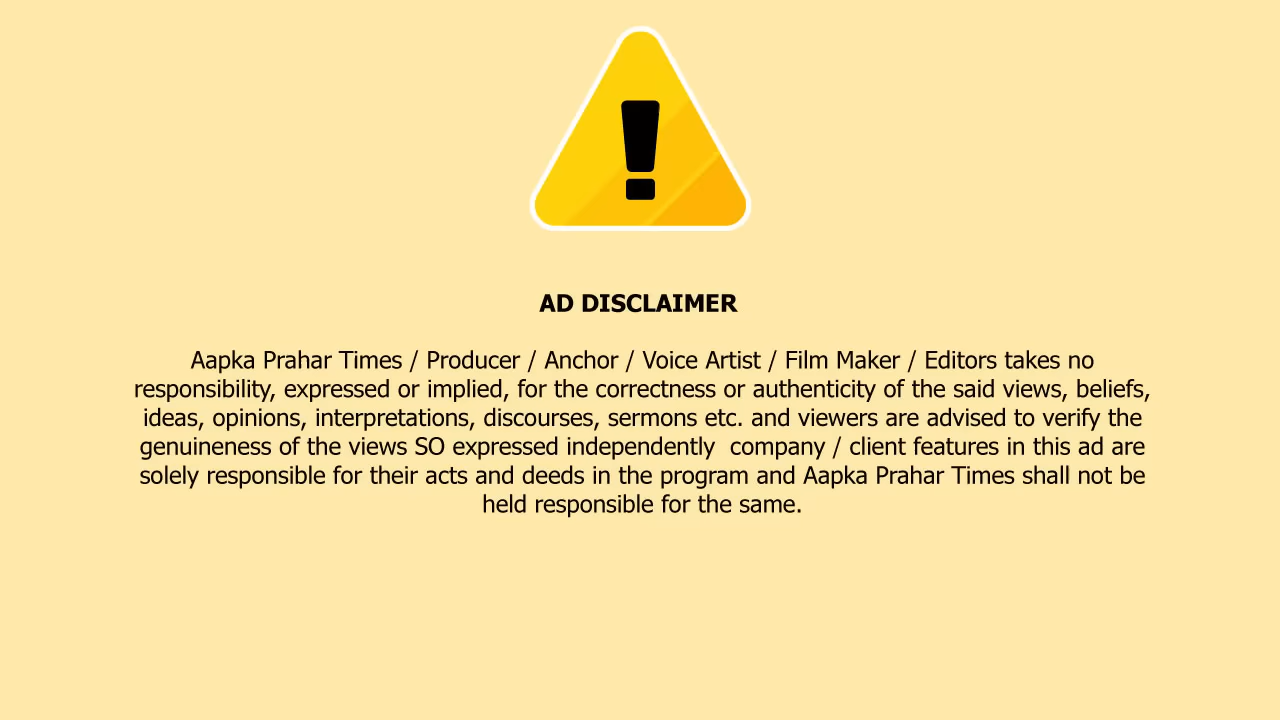 AD DISCLAIMER
Aapka Prahar Times / Producer / Anchor / Voice Artist / Film Maker / Editors takes no
responsibility, expressed or implied, for the correctness or authenticity of the said views, beliefs,
ideas, opinions, interpretations, discourses, sermons etc. and viewers are advised to verify the
genuineness of the views SO expressed independently  company / client features in this ad are
solely responsible for their acts and deeds in the program and Aapka Prahar Times shall not be
held responsible for the same.